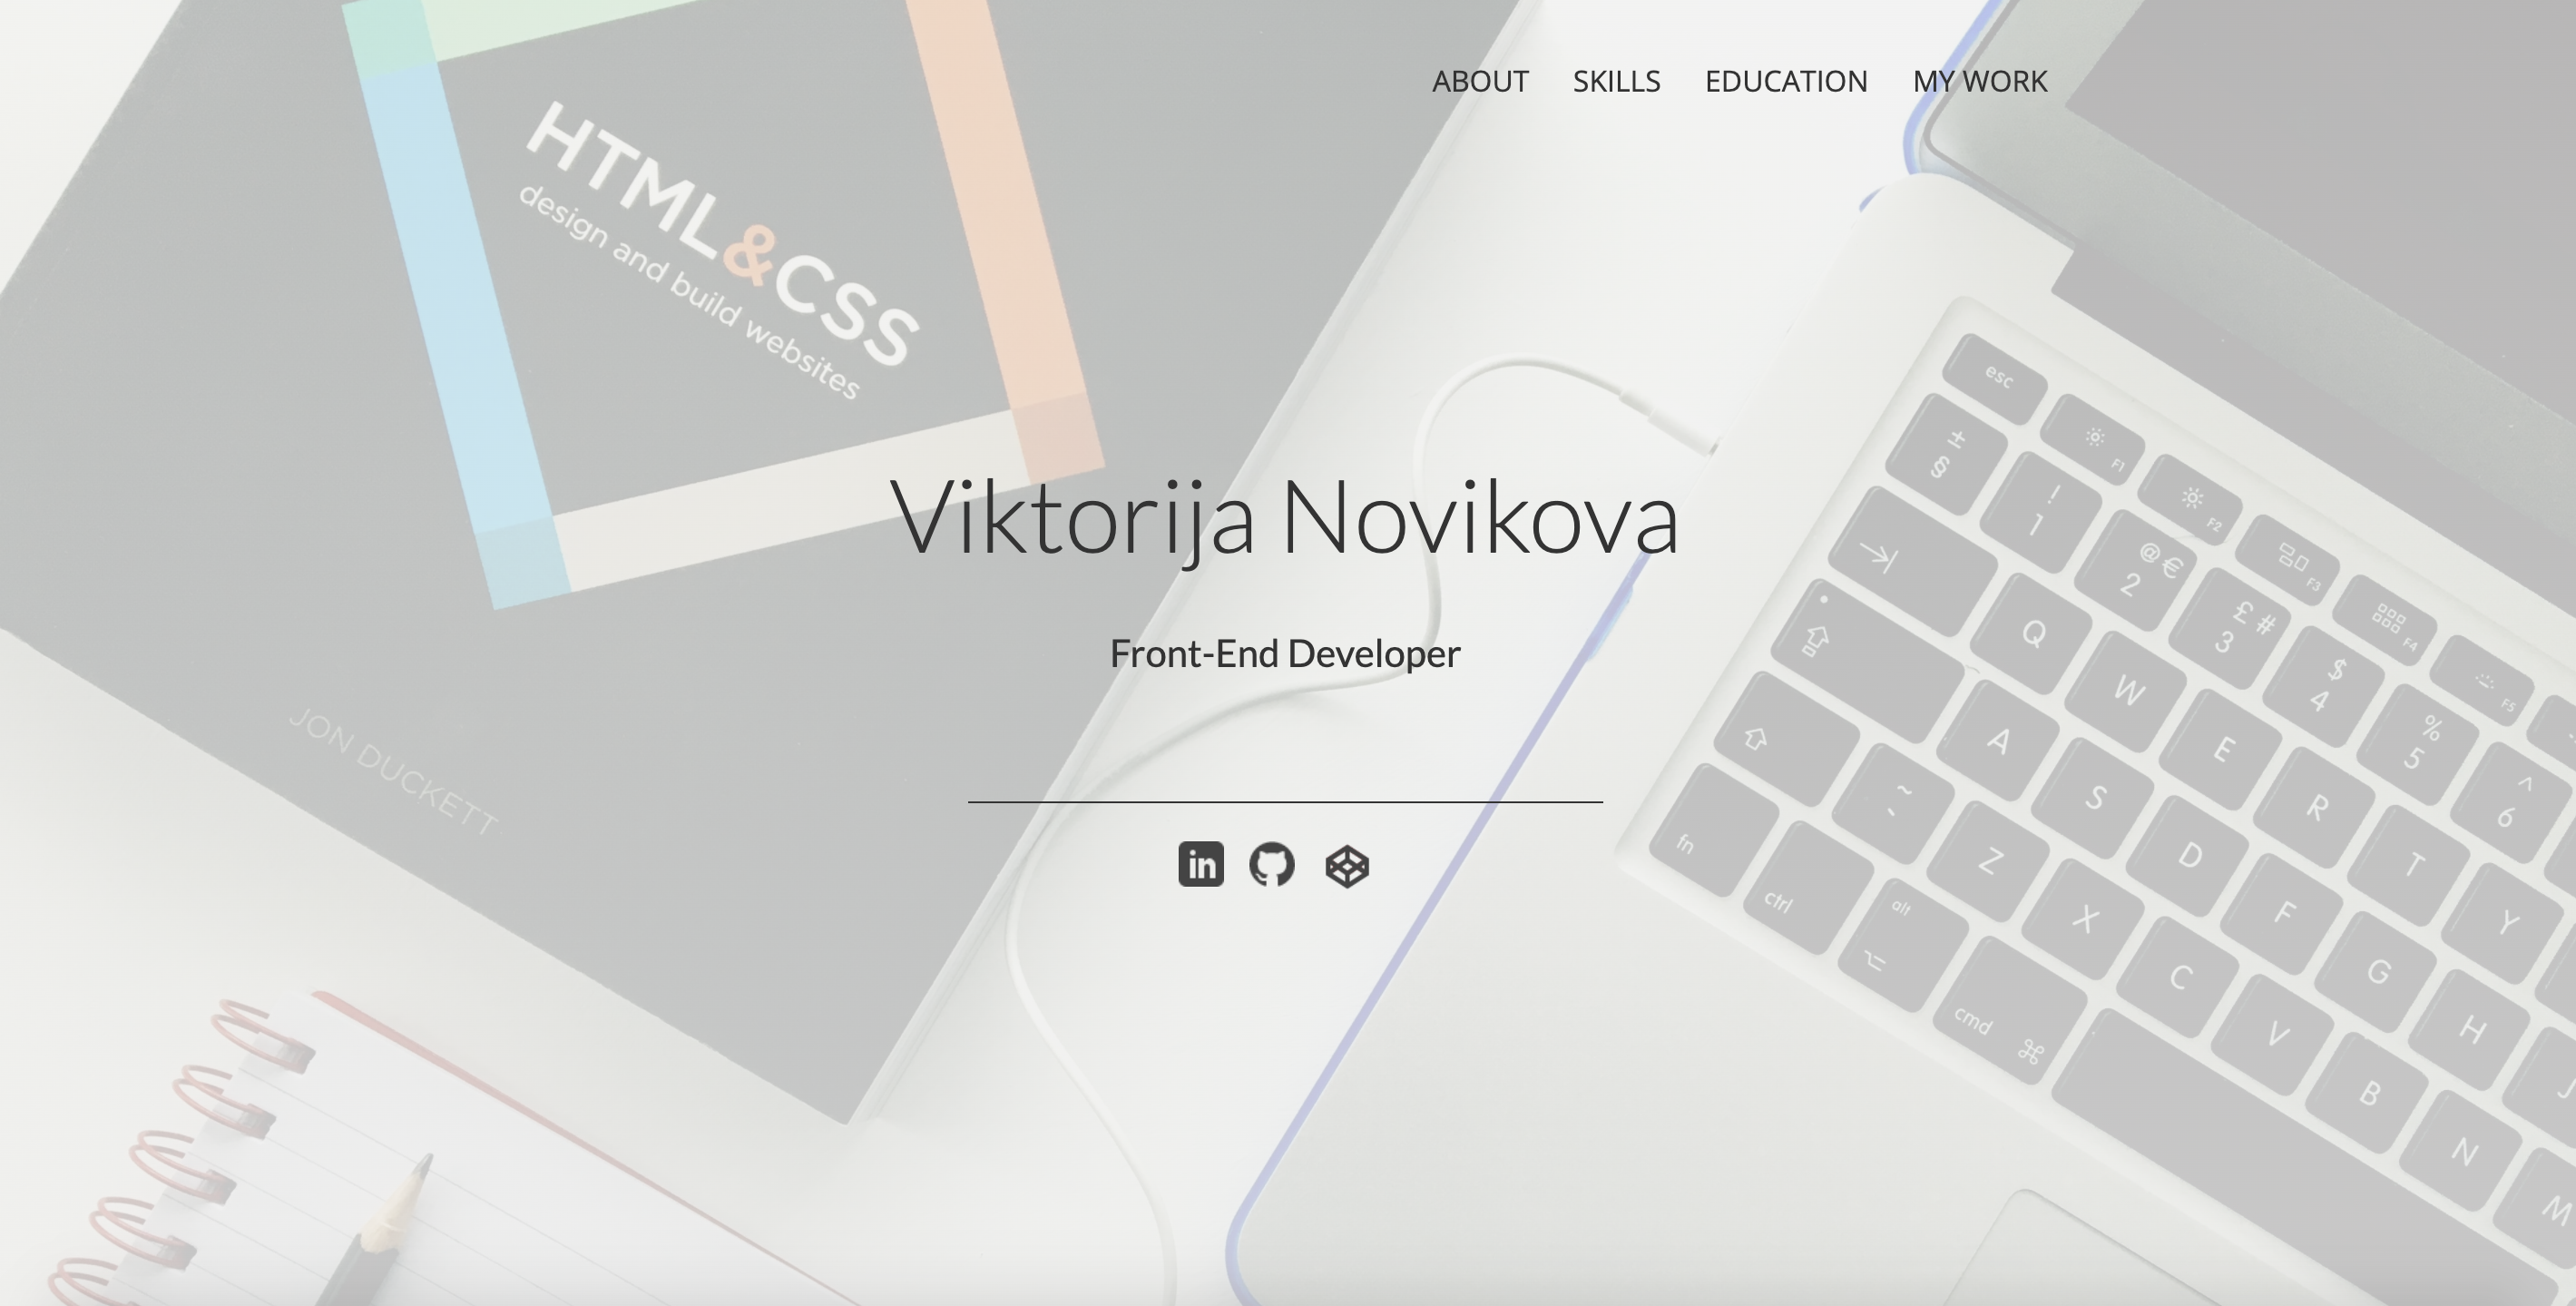 ABOUT SKILLS EDUCATION MY WORK
HTML&CSS
design and build websites
Viktorija Novikova
Front-End Developer
JON DUCKETT
in
esc
F1
F2
F3
F4
F5
± §
! 1
@ € 2
£ # 3
$ 4
% 5
^ 6
Q W E R T Y
A S D F G H J
~ ` Z X C V B N M
fn ctrl alt cmd ⌘